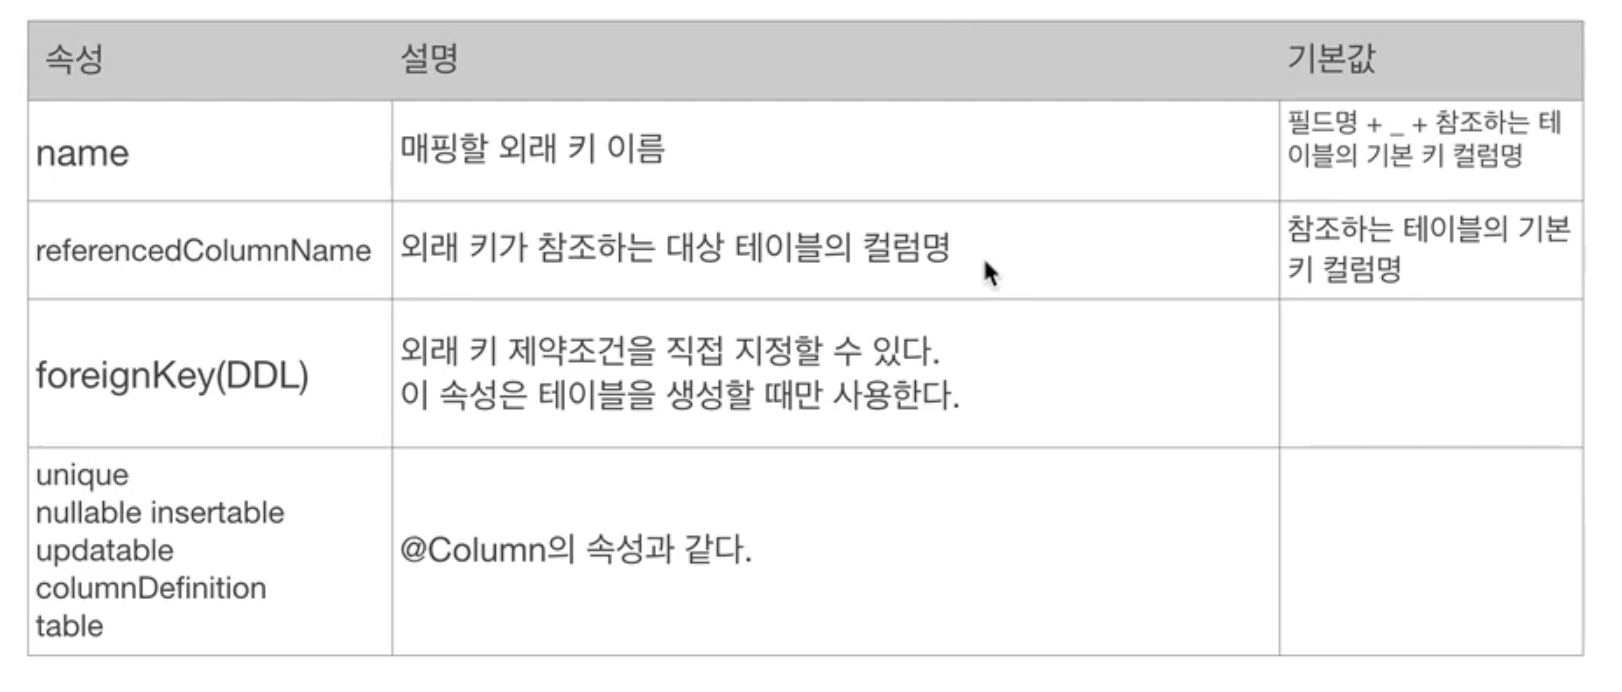 속성 설명 기본값
name
매핑할 외래 키 이름
필드명 + _ + 참조하는 테
이블의 기본 키 컬럼명
referencedColumnName
외래 키가 참조하는 대상 테이블의 컬럼명
참조하는 테이블의 기본
키 컬럼명
foreignKey(DDL)
외래 키 제약조건을 직접 지정할 수 있다.
이 속성은 테이블을 생성할 때만 사용한다.
unique
nullable insertable
updatable
columnDefinition
table
@Column의 속성과 같다.